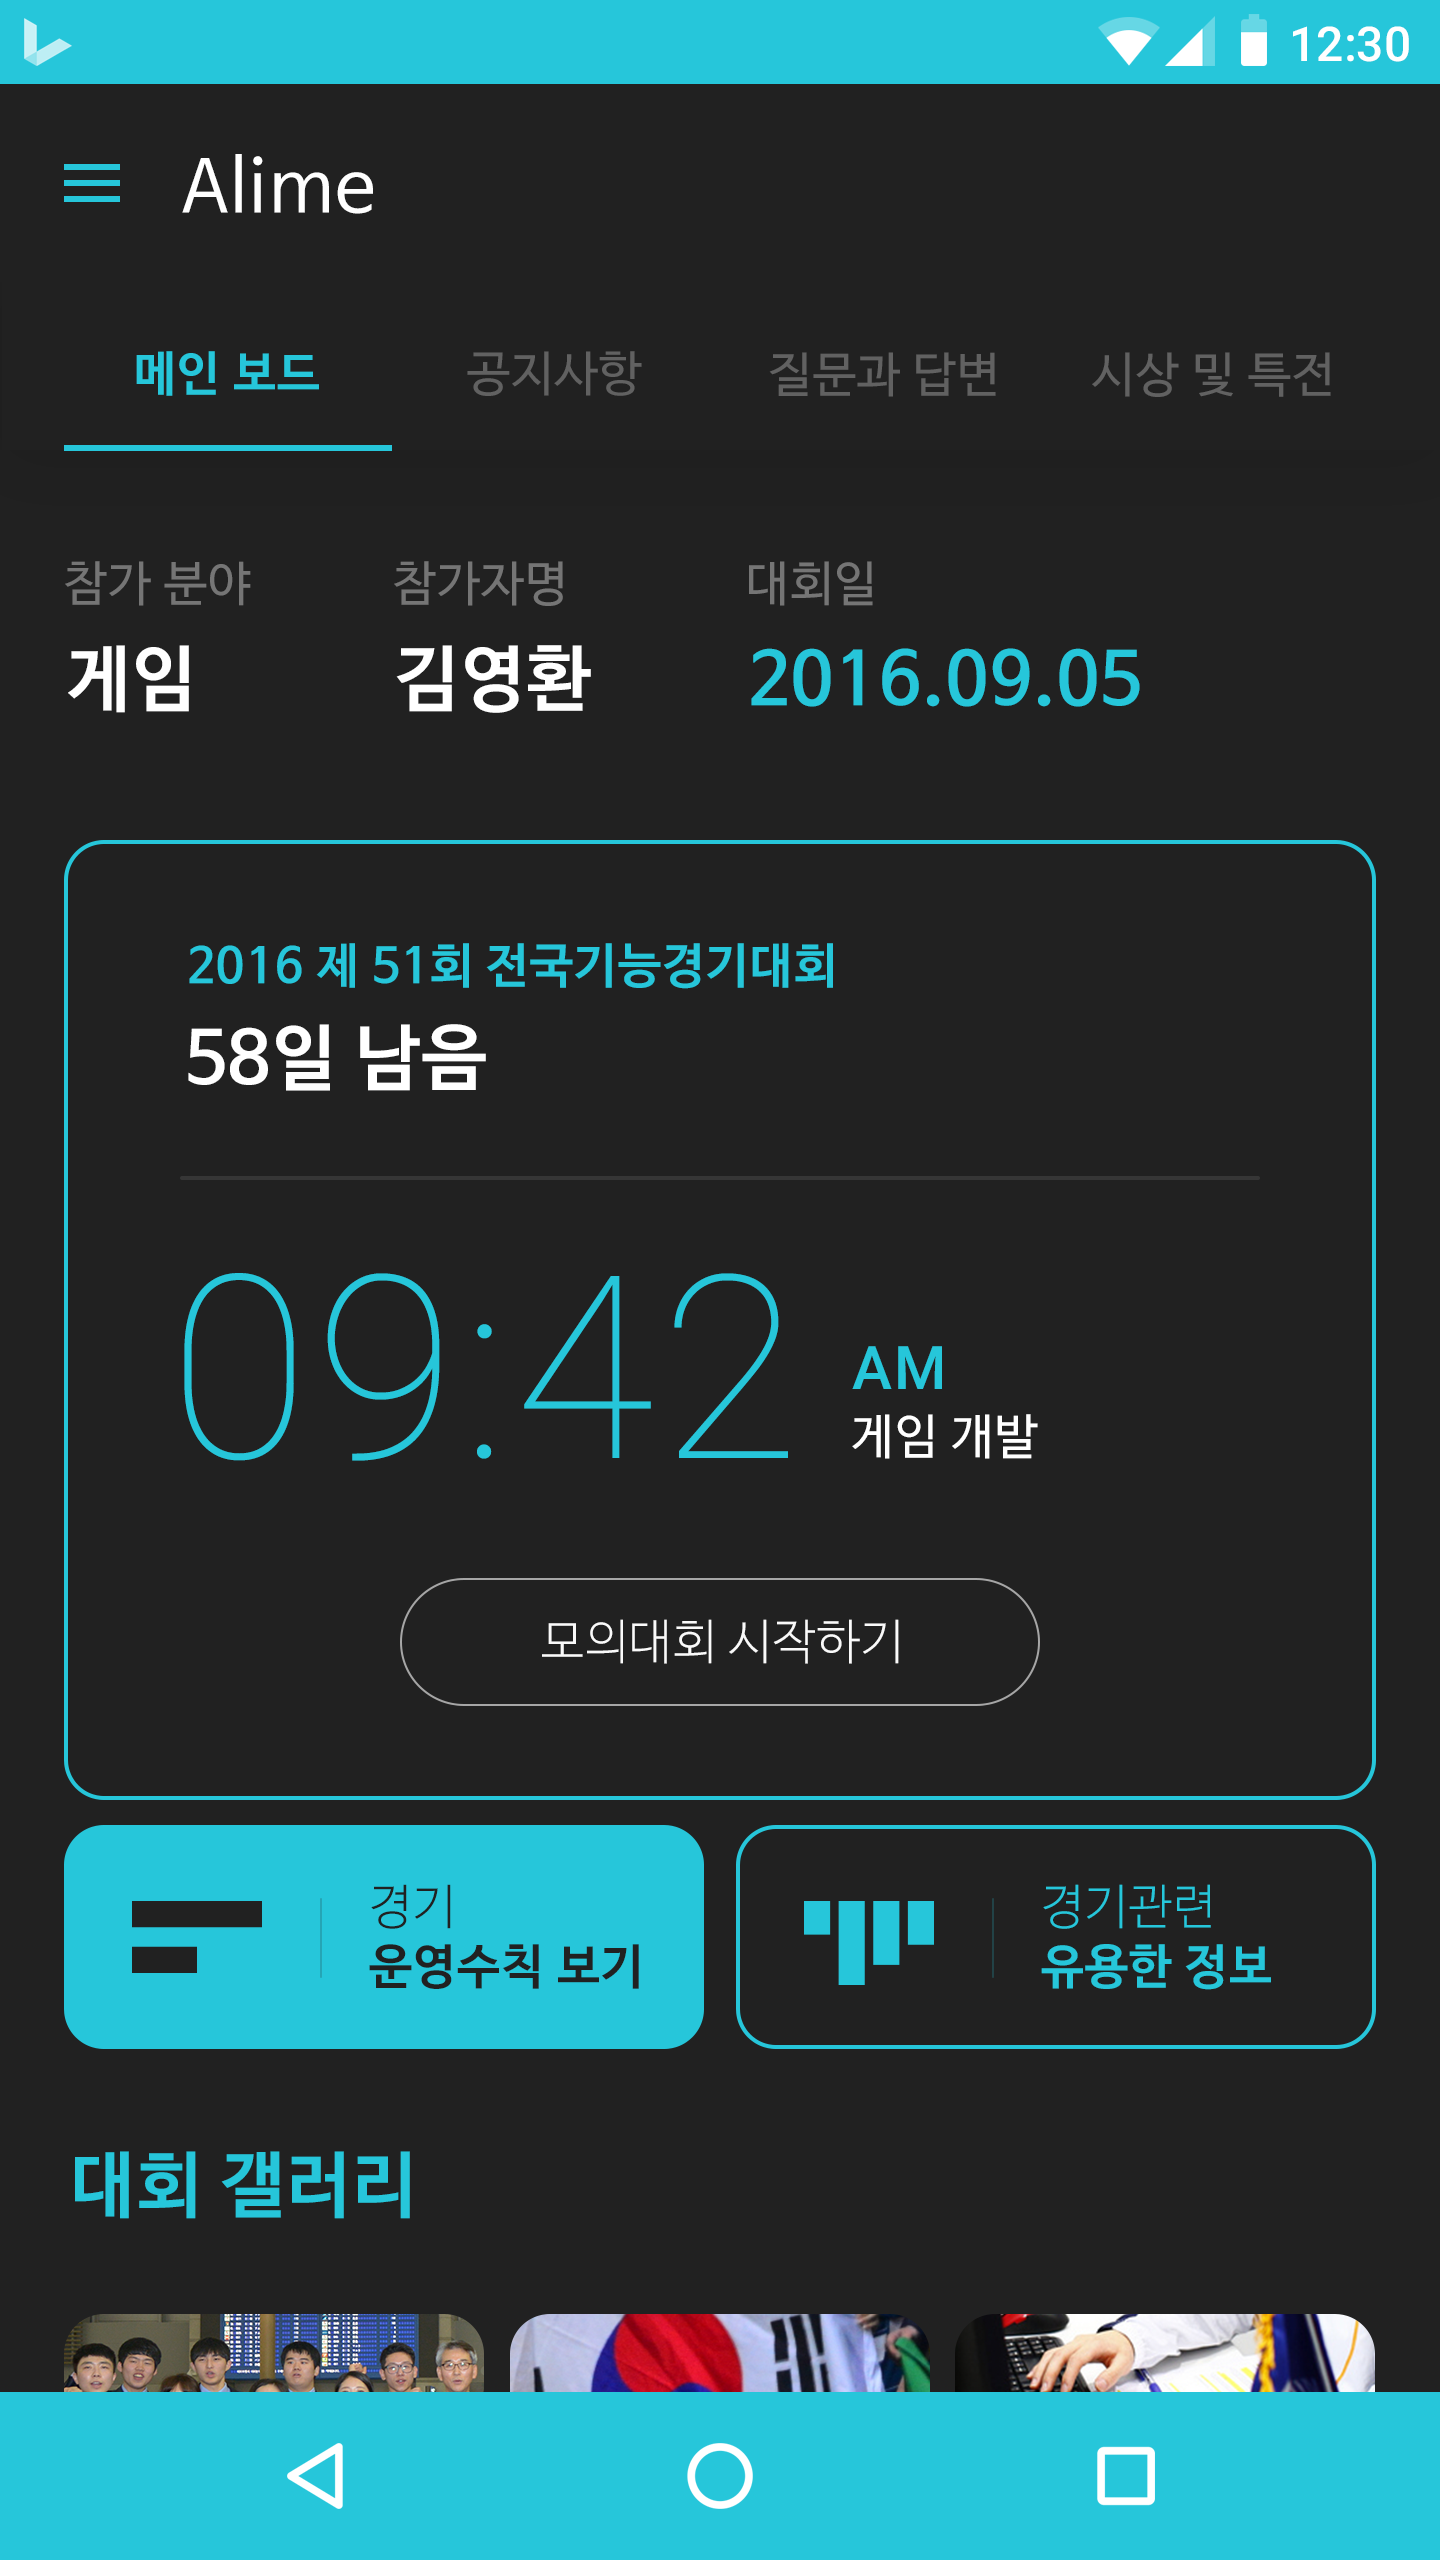 12:30
Alime
메인 보드
공지사항
질문과 답변
시상 및 특전
참가 분야
참가자명
대회일
게임
김영환
2016.09.05
2016 제 51회 전국기능경기대회
58일 남음
09:42
AM
게임 개발
모의대회 시작하기
경기
운영수칙 보기
경기관련
유용한 정보
대회 갤러리